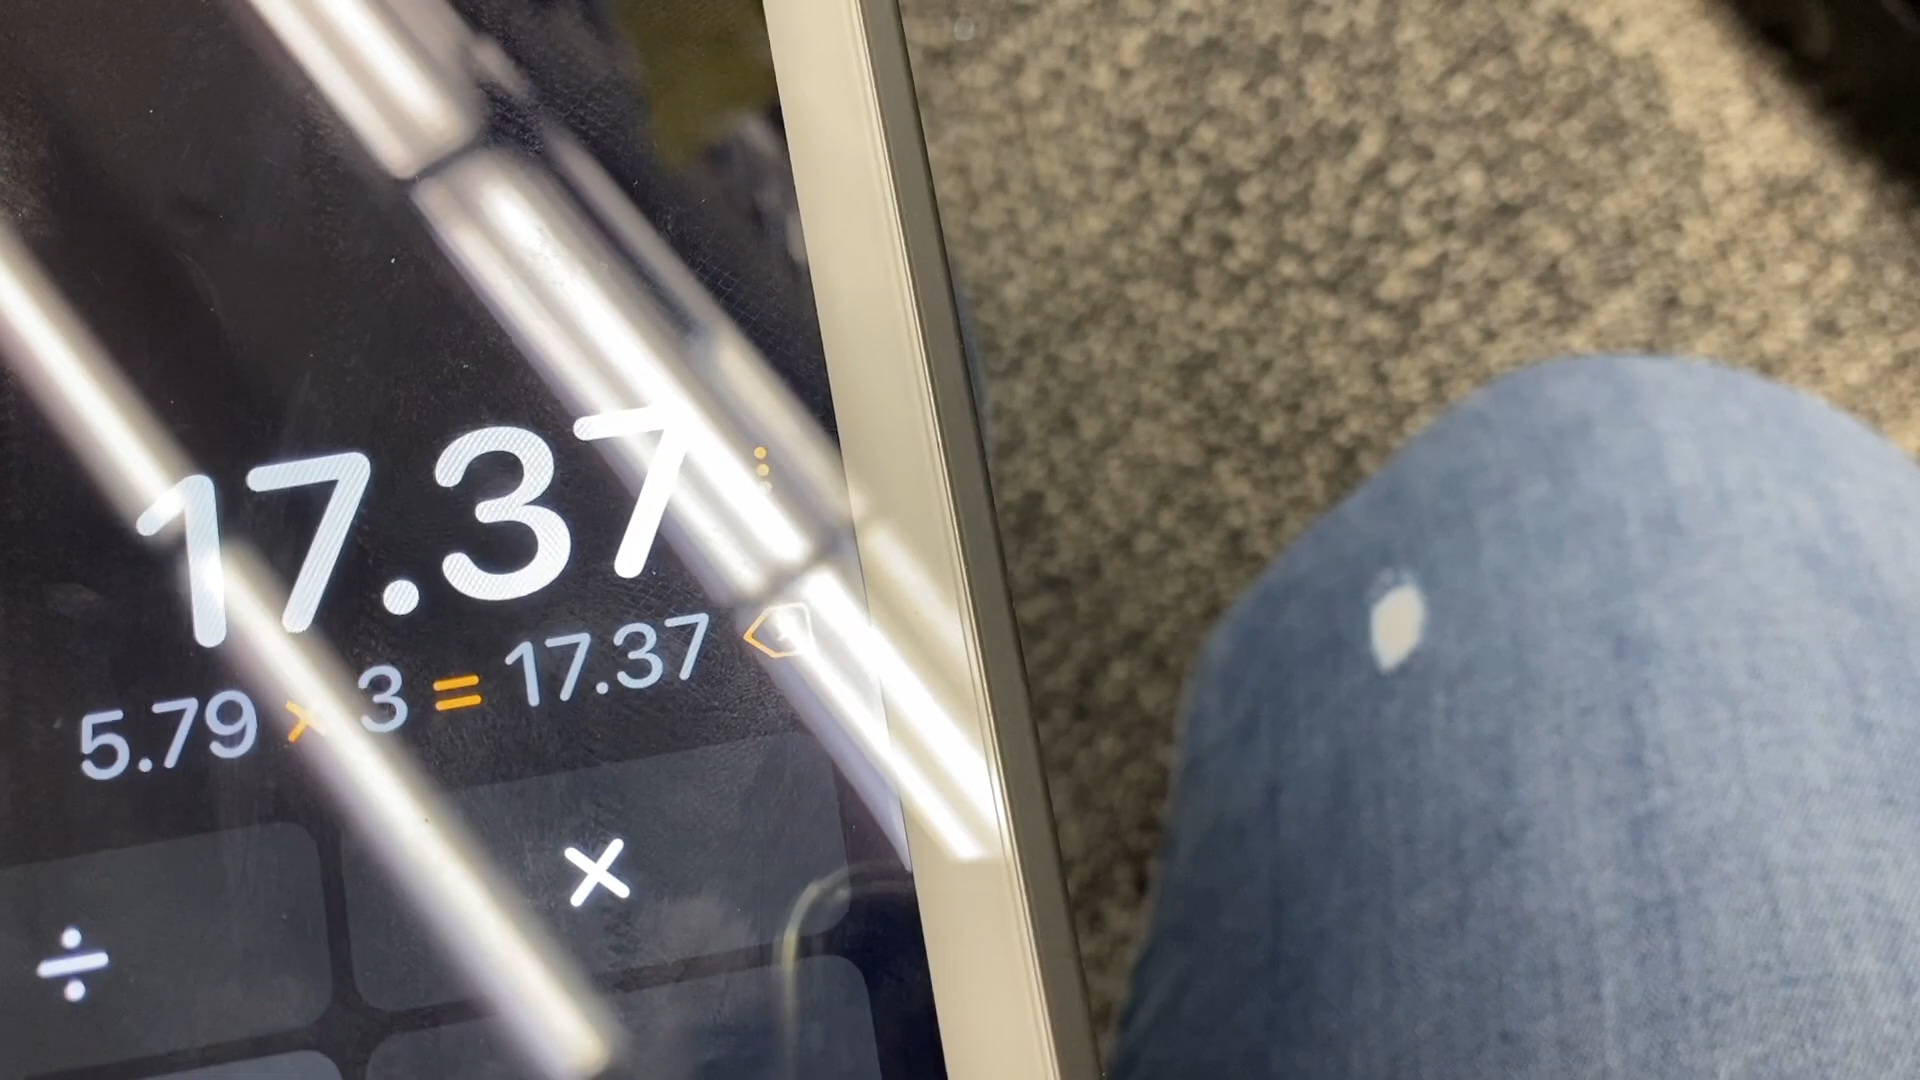 17.37
5.79 × 3 = 17.37
×
÷